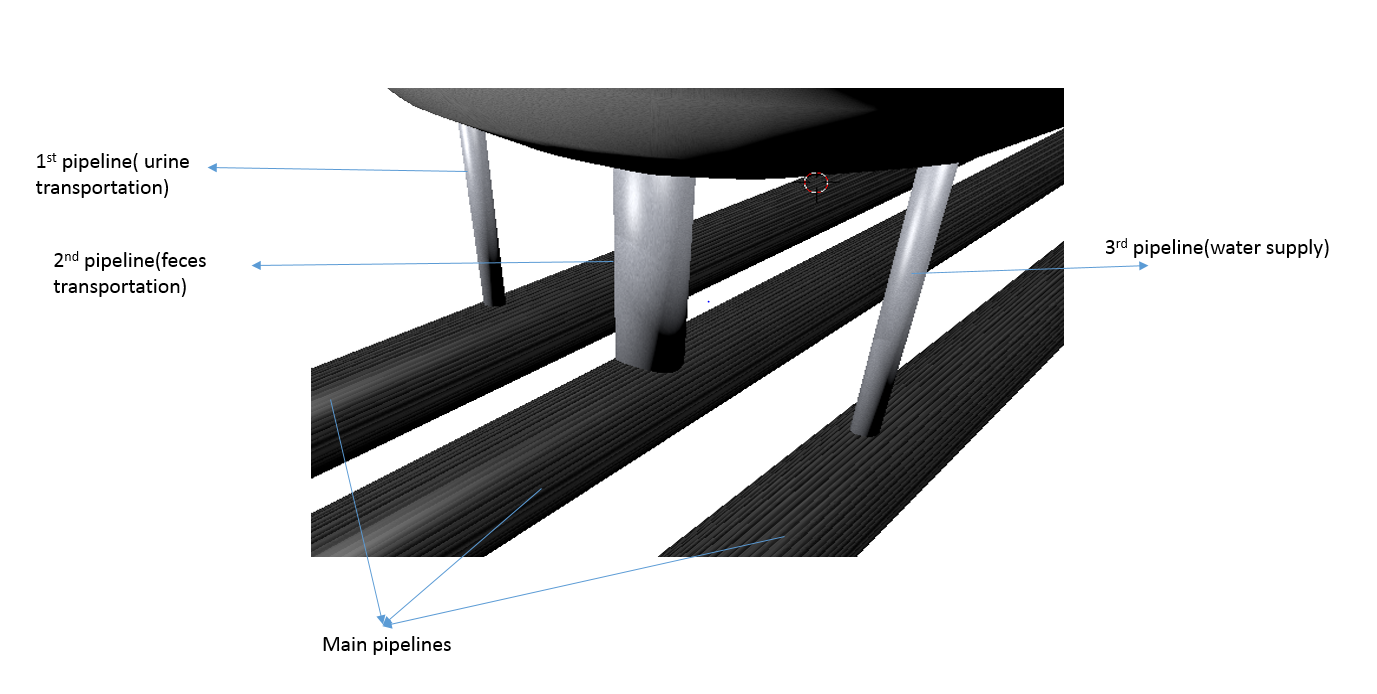 1st pipeline( urine
transportation)
2nd pipeline(feces
transportation)
3rd pipeline(water supply)
Main pipelines